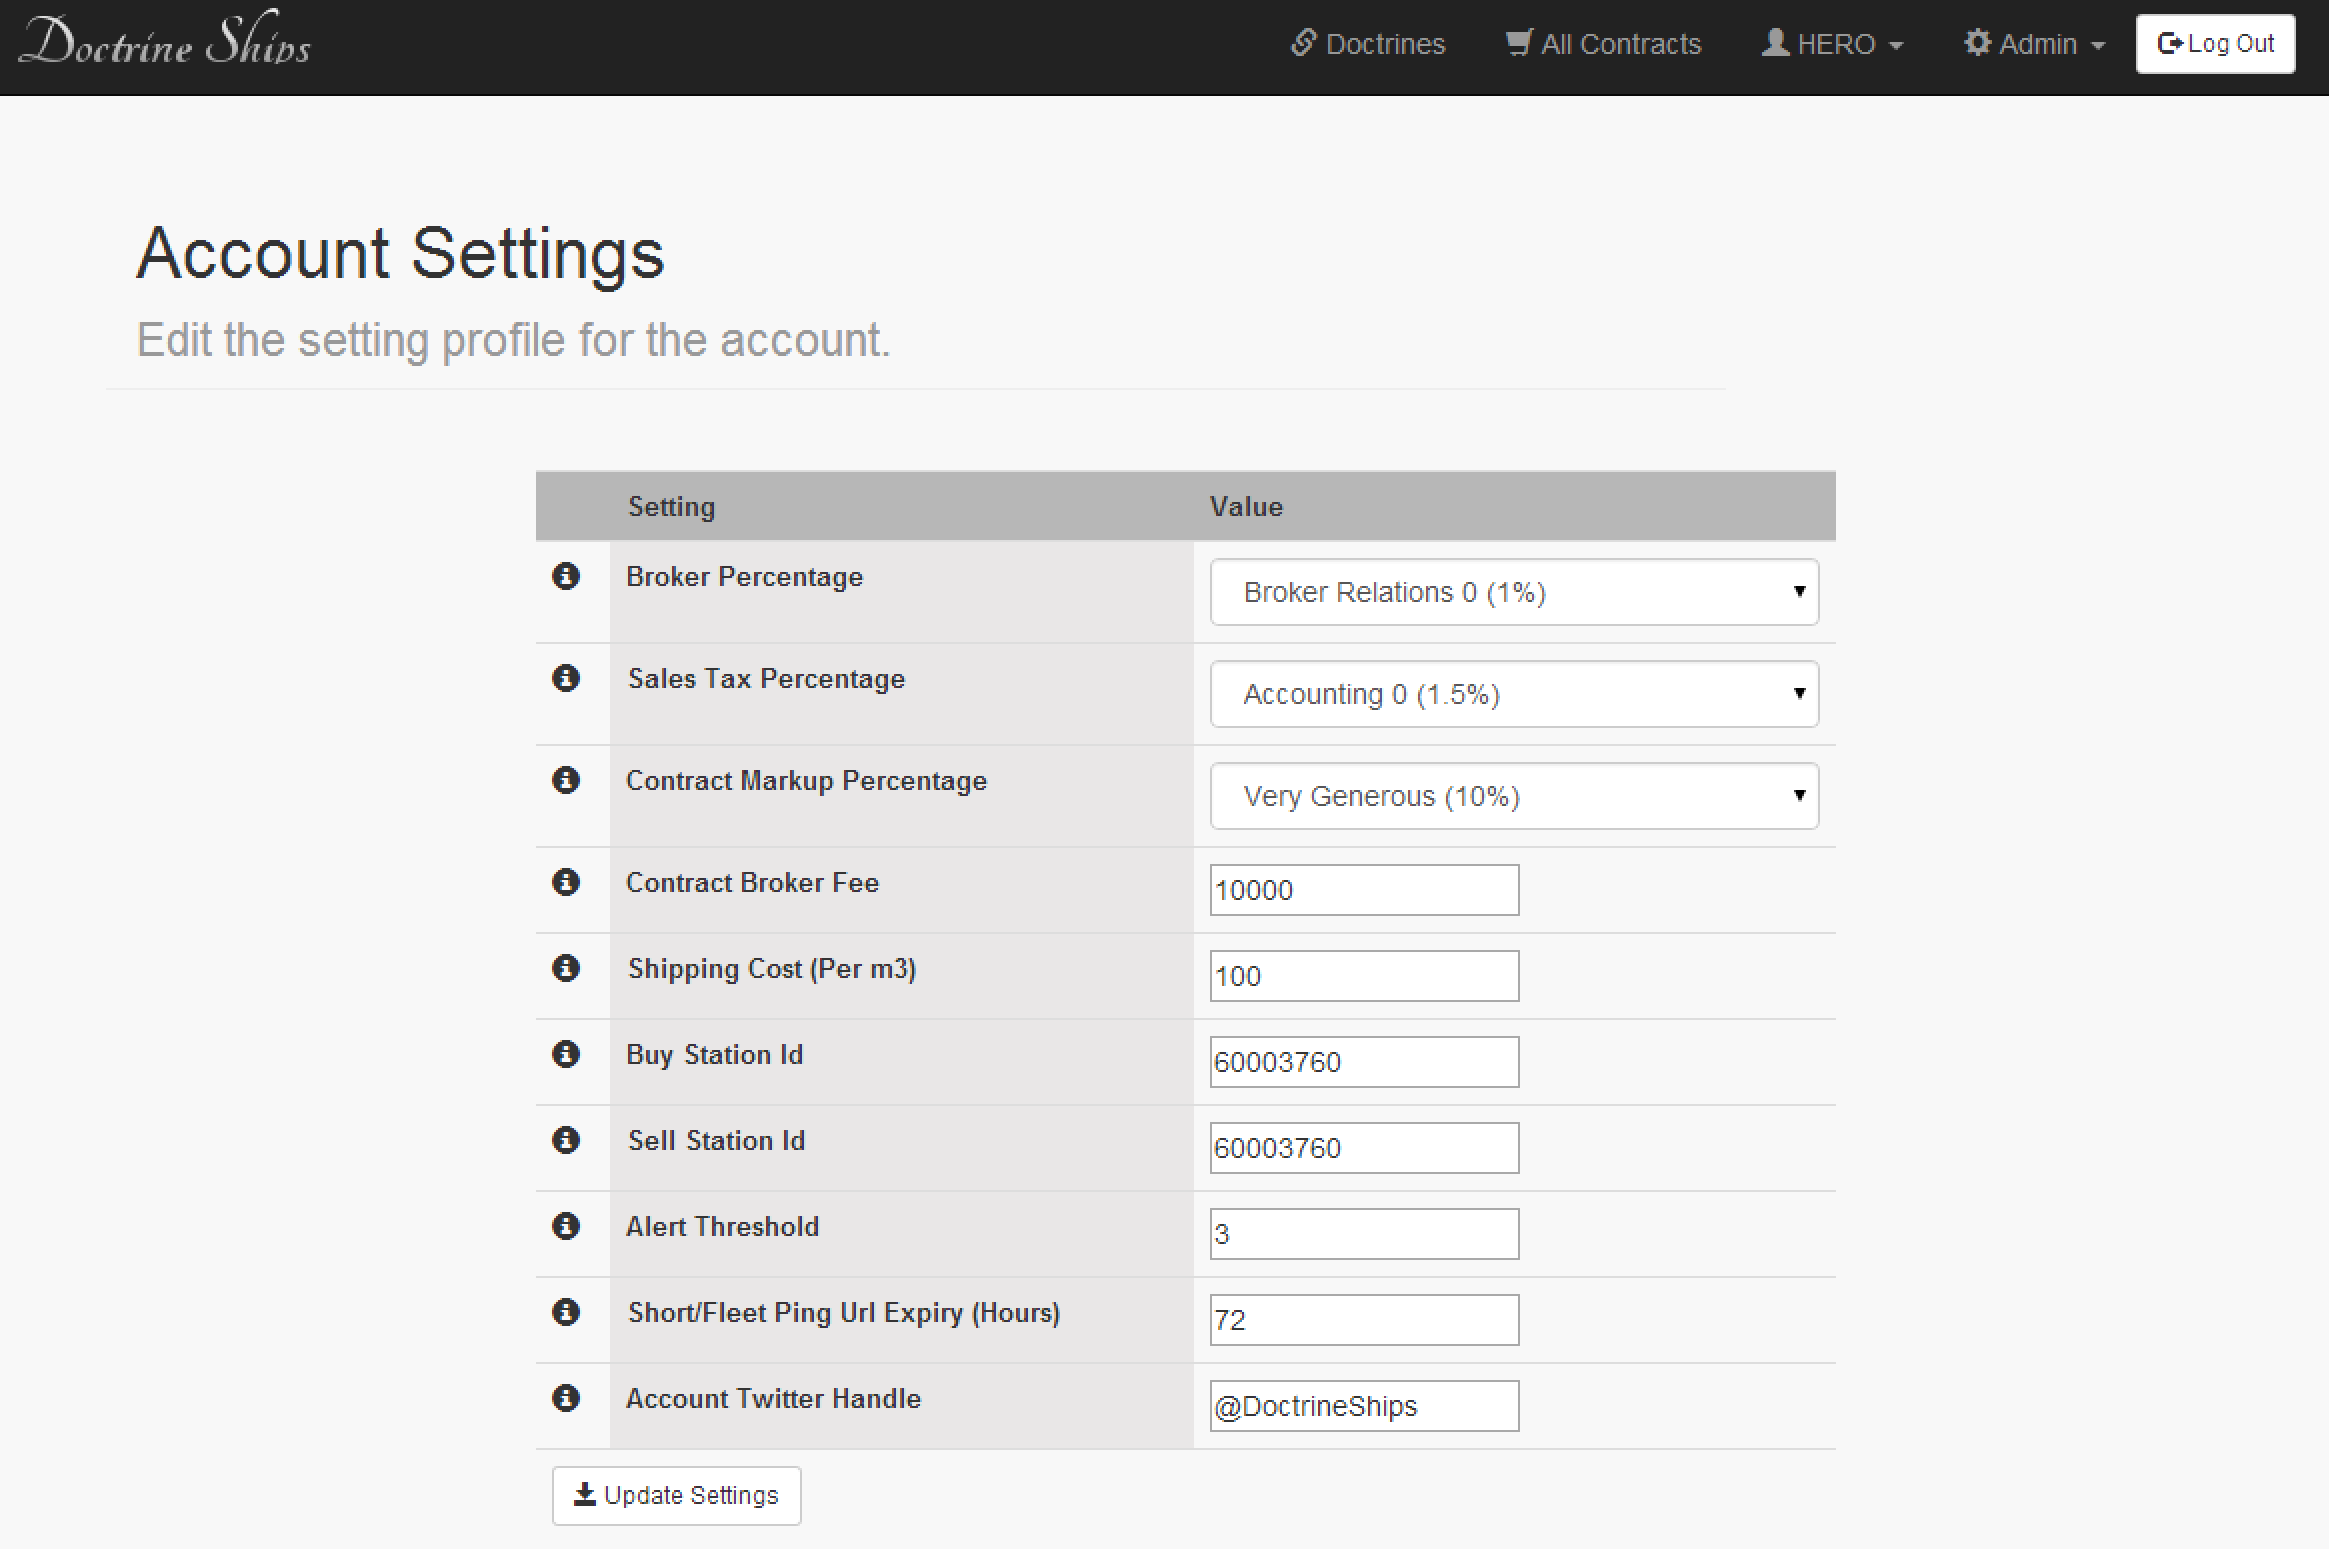 Doctrine Ships Doctrines All Contracts HERO Admin Log Out
Account Settings
Edit the setting profile for the account.
Setting Value
Broker Percentage Broker Relations 0 (1%)
Sales Tax Percentage Accounting 0 (1.5%)
Contract Markup Percentage Very Generous (10%)
Contract Broker Fee 10000
Shipping Cost (Per m3) 100
Buy Station Id 60003760
Sell Station Id 60003760
Alert Threshold 3
Short/Fleet Ping Url Expiry (Hours) 72
Account Twitter Handle @DoctrineShips
Update Settings